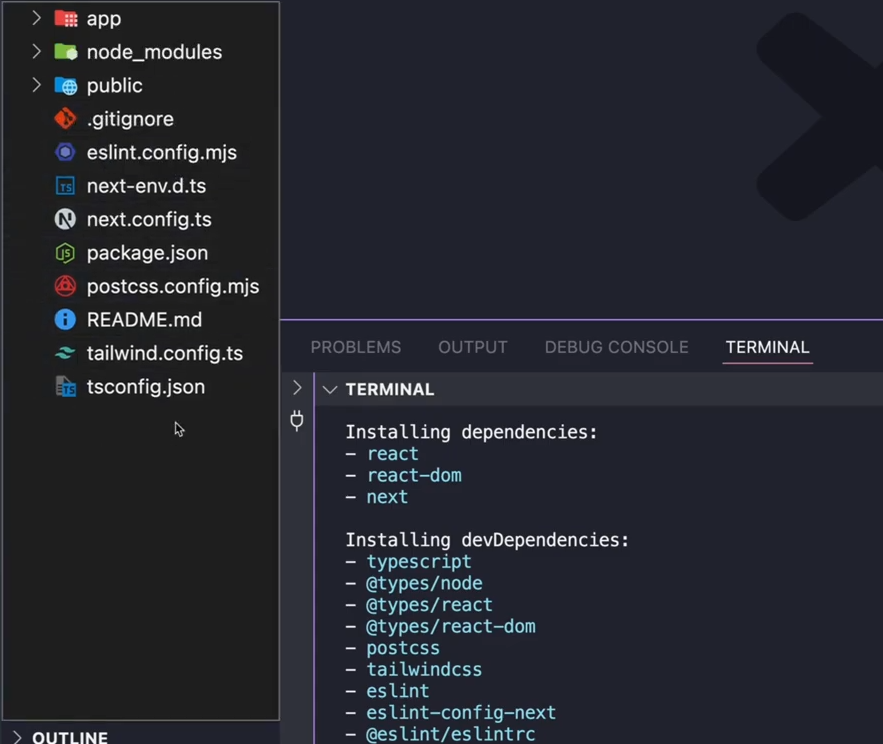 app
node_modules
public
.gitignore
eslint.config.mjs
next-env.d.ts
next.config.ts
package.json
postcss.config.mjs
README.md
tailwind.config.ts
tsconfig.json
OUTLINE
PROBLEMS OUTPUT DEBUG CONSOLE TERMINAL
TERMINAL
Installing dependencies:
- react
- react-dom
- next
Installing devDependencies:
- typescript
- @types/node
- @types/react
- @types/react-dom
- postcss
- tailwindcss
- eslint
- eslint-config-next
- @eslint/eslintrc